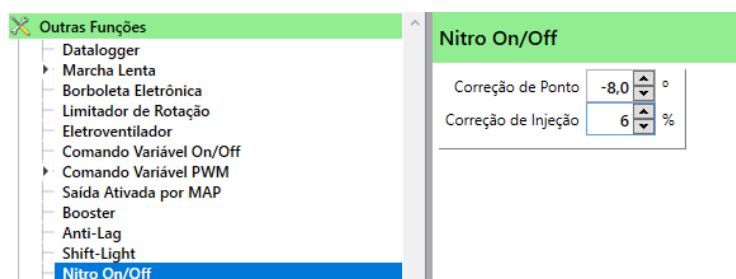 Outras Funções
Datalogger
Marcha Lenta
Borboleta Eletrônica
Limitador de Rotação
Eletroventilador
Comando Variável On/Off
Comando Variável PWM
Saída Ativada por MAP
Booster
Anti-Lag
Shift-Light
Nitro On/Off
Nitro On/Off
Correção de Ponto -8,0 °
Correção de Injeção 6 %